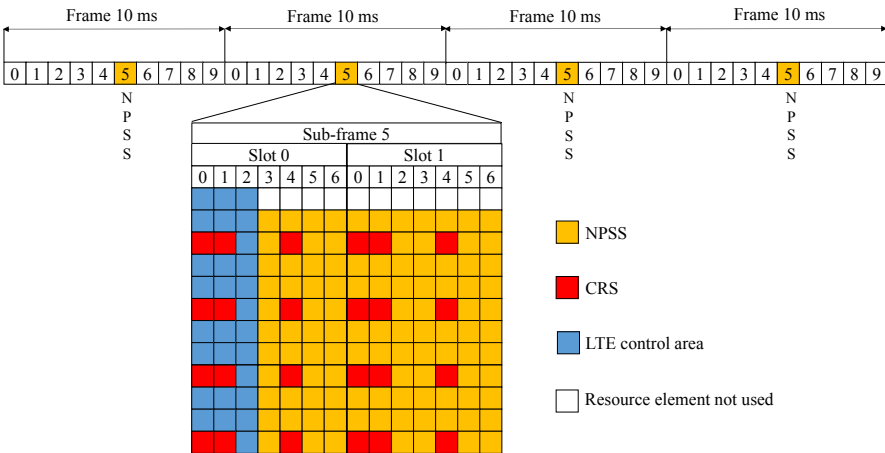 Frame 10 ms Frame 10 ms Frame 10 ms Frame 10 ms
0 1 2 3 4 5 6 7 8 9 0 1 2 3 4 5 6 7 8 9 0 1 2 3 4 5 6 7 8 9 0 1 2 3 4 5 6 7 8 9
N N N
P P P
S S S
S S S
Sub-frame 5
Slot 0 Slot 1
0 1 2 3 4 5 6 0 1 2 3 4 5 6
NPSS
CRS
LTE control area
Resource element not used